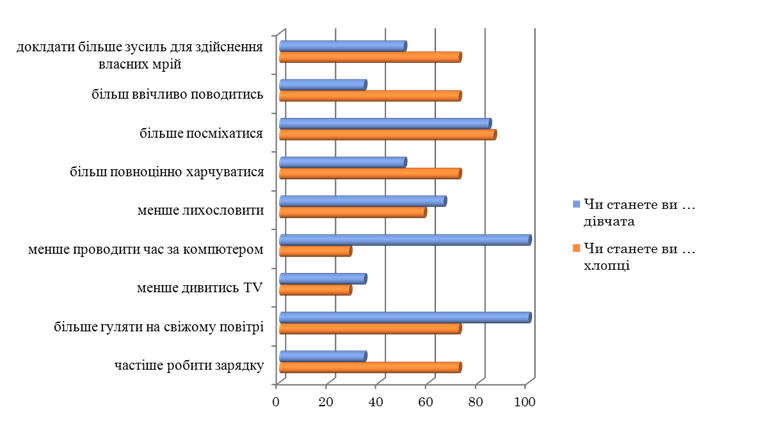 докладати більше зусиль для здійснення
власних мрій
більш ввічливо поводитись
більше посміхатися
більш повноцінно харчуватися
менше лихословити
менше проводити час за компютером
менше дивитись TV
більше гуляти на свіжому повітрі
частіше робити зарядку
0 20 40 60 80 100
Чи станете ви …
дівчата
Чи станете ви …
хлопці